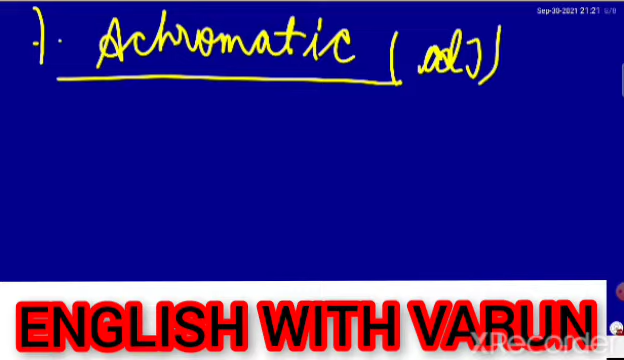 Sep-30-2021 21:21
1. Achromatic (adj)
ENGLISH WITH VARUN
XRecorder